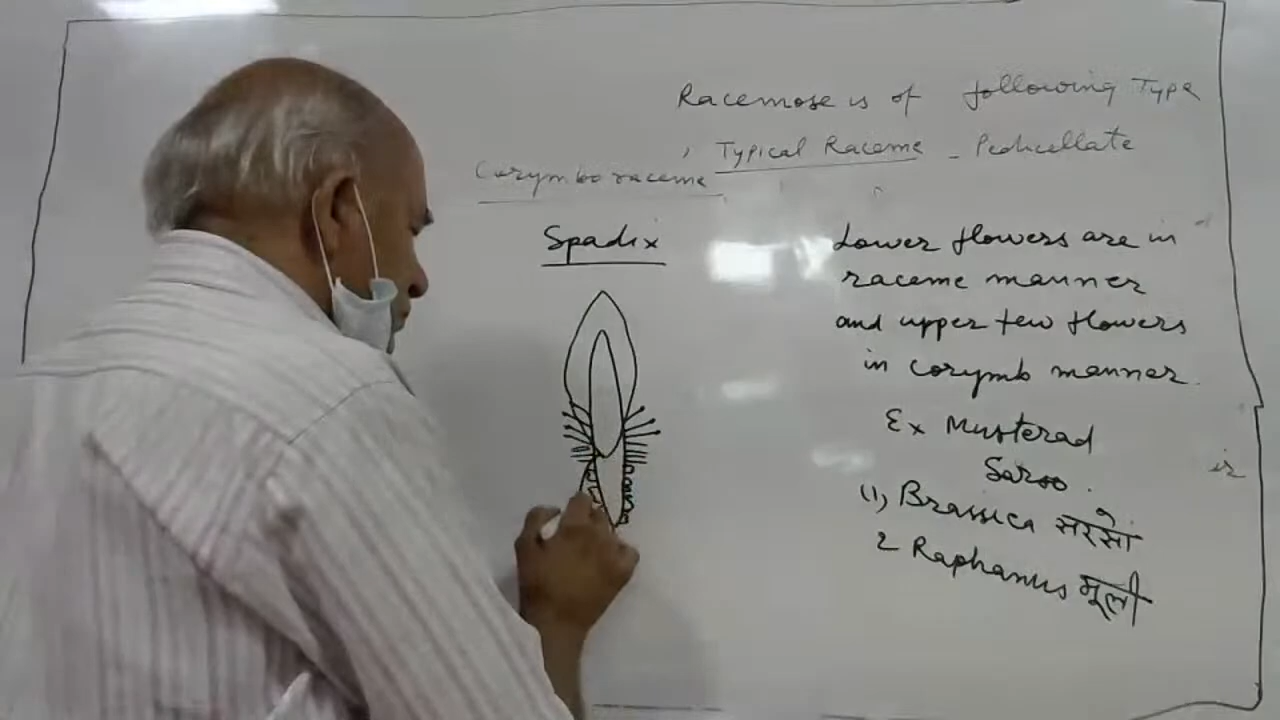 Racemose is of following Type
, Typical Raceme - Pedicellate
Corymbo raceme
Spadix
Lower flowers are in
raceme manner
and upper few flowers
in corymb manner.
Ex Musterad
Sarso.
(1) Brassica सरसों
2 Raphanus मूली